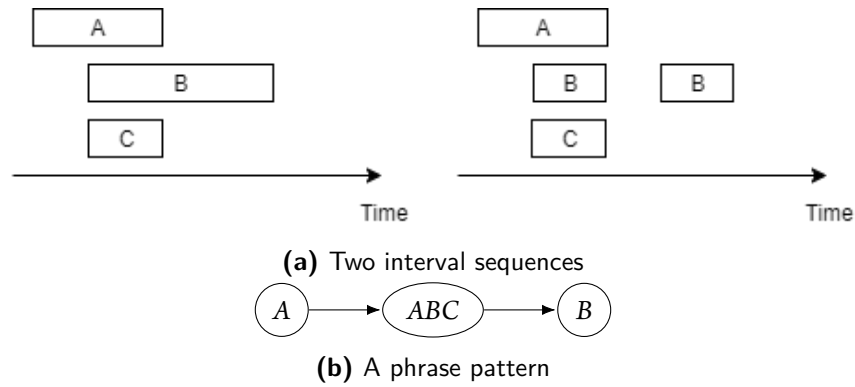 A A
B B B
C C
Time Time
(a) Two interval sequences
A ABC B
(b) A phrase pattern